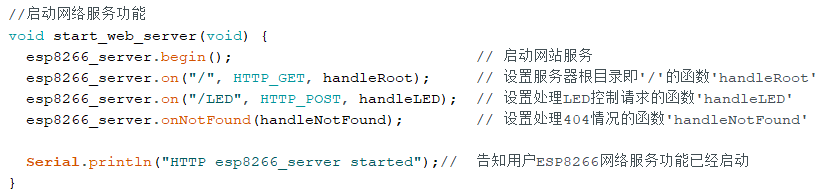 //启动网络服务功能
void start_web_server(void) {
  esp8266_server.begin();                           // 启动网站服务
  esp8266_server.on("/", HTTP_GET, handleRoot);     // 设置服务器根目录即'/'的函数'handleRoot'
  esp8266_server.on("/LED", HTTP_POST, handleLED);  // 设置处理LED控制请求的函数'handleLED'
  esp8266_server.onNotFound(handleNotFound);        // 设置处理404情况的函数'handleNotFound'
  Serial.println("HTTP esp8266_server started");//  告知用户ESP8266网络服务功能已经启动
}